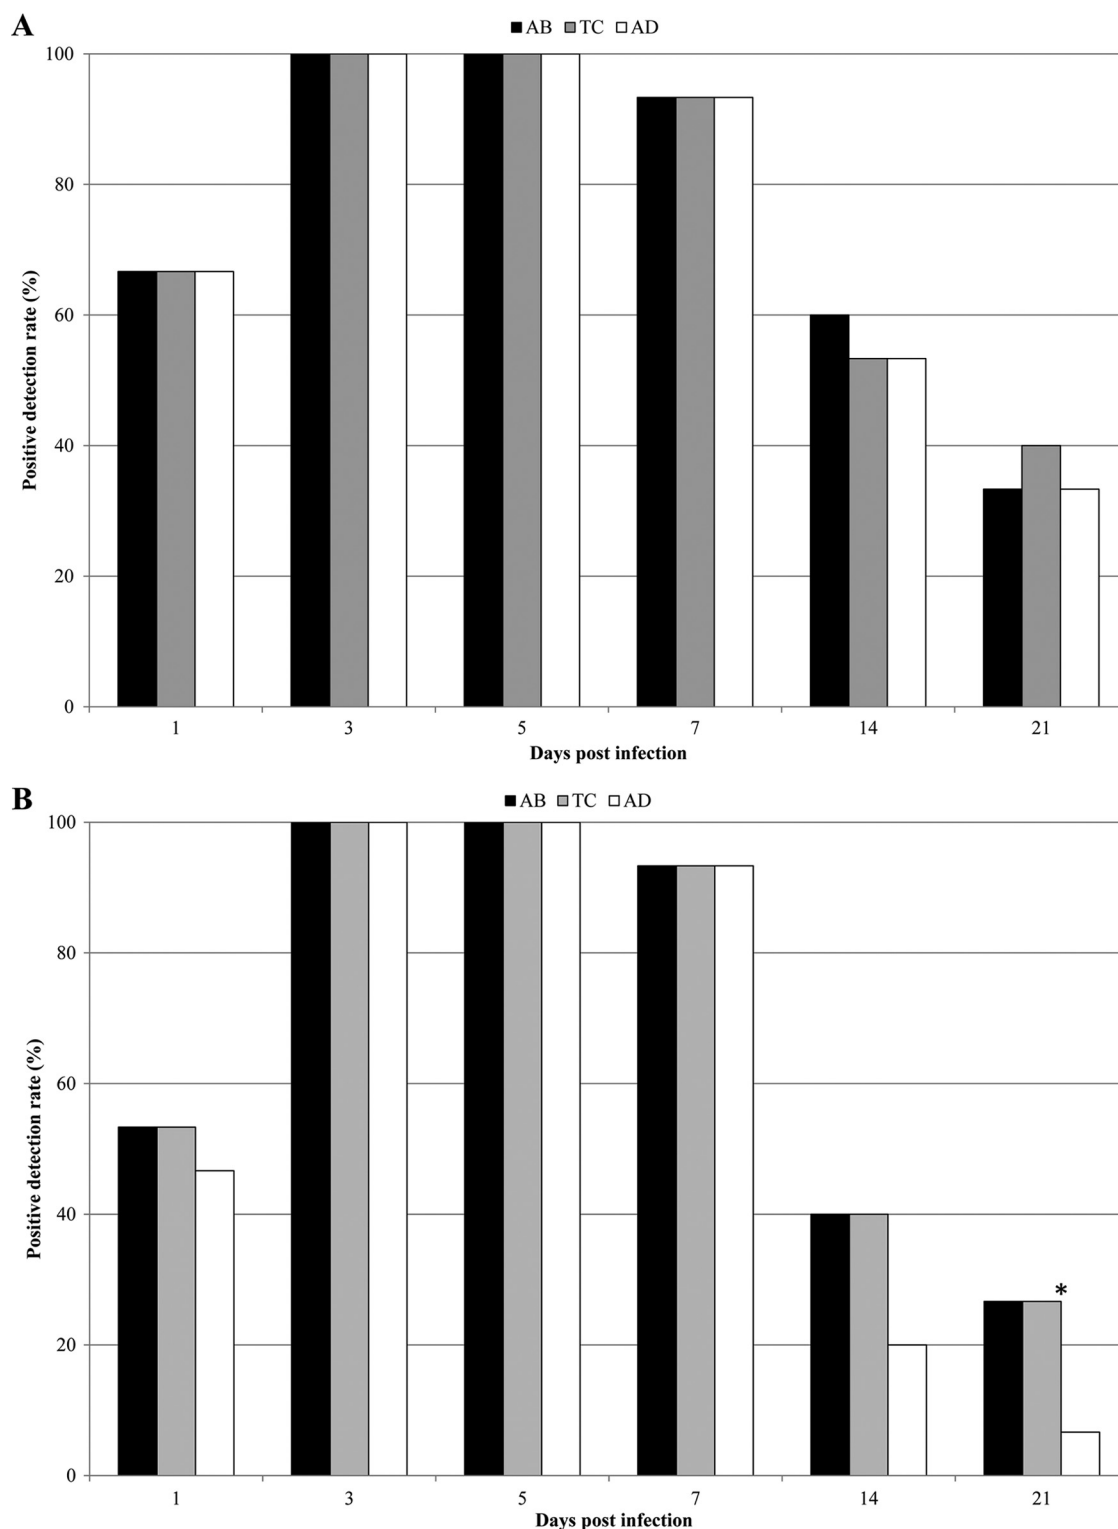 A
AB TC AD
100
80
60
40
20
0
Positive detection rate (%)
1 3 5 7 14 21
Days post infection
B
AB TC AD
100
80
60
40
20
0
Positive detection rate (%)
*
1 3 5 7 14 21
Days post infection